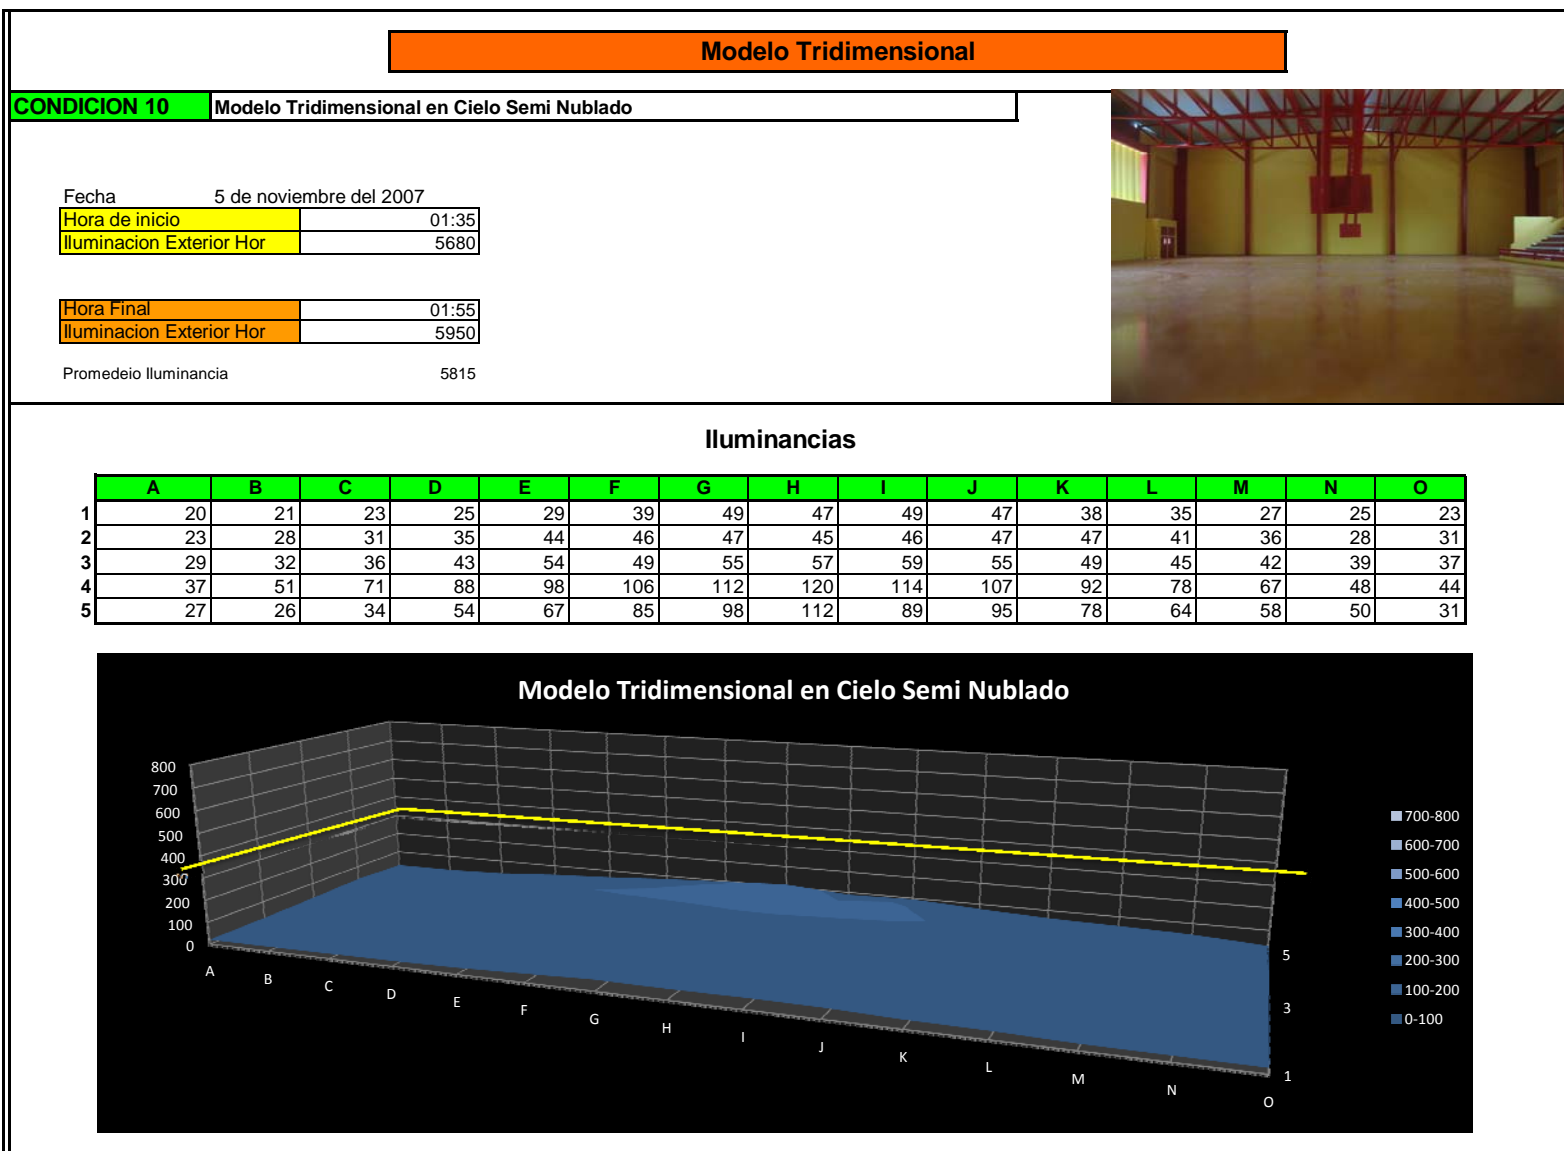 Modelo Tridimensional
CONDICION 10 Modelo Tridimensional en Cielo Semi Nublado
Fecha 5 de noviembre del 2007
Hora de inicio 01:35
Iluminacion Exterior Hor 5680
Hora Final 01:55
Iluminacion Exterior Hor 5950
Promedeio Iluminancia 5815
Iluminancias
A B C D E F G H I J K L M N O
1 20 21 23 25 29 39 49 47 49 47 38 35 27 25 23
2 23 28 31 35 44 46 47 45 46 47 47 41 36 28 31
3 29 32 36 43 54 49 55 57 59 55 49 45 42 39 37
4 37 51 71 88 98 106 112 120 114 107 92 78 67 48 44
5 27 26 34 54 67 85 98 112 89 95 78 64 58 50 31
Modelo Tridimensional en Cielo Semi Nublado
800
700
600
500
400
300
200
100
0
A B C D E F G H I J K L M N O
5
3
1
700-800
600-700
500-600
400-500
300-400
200-300
100-200
0-100